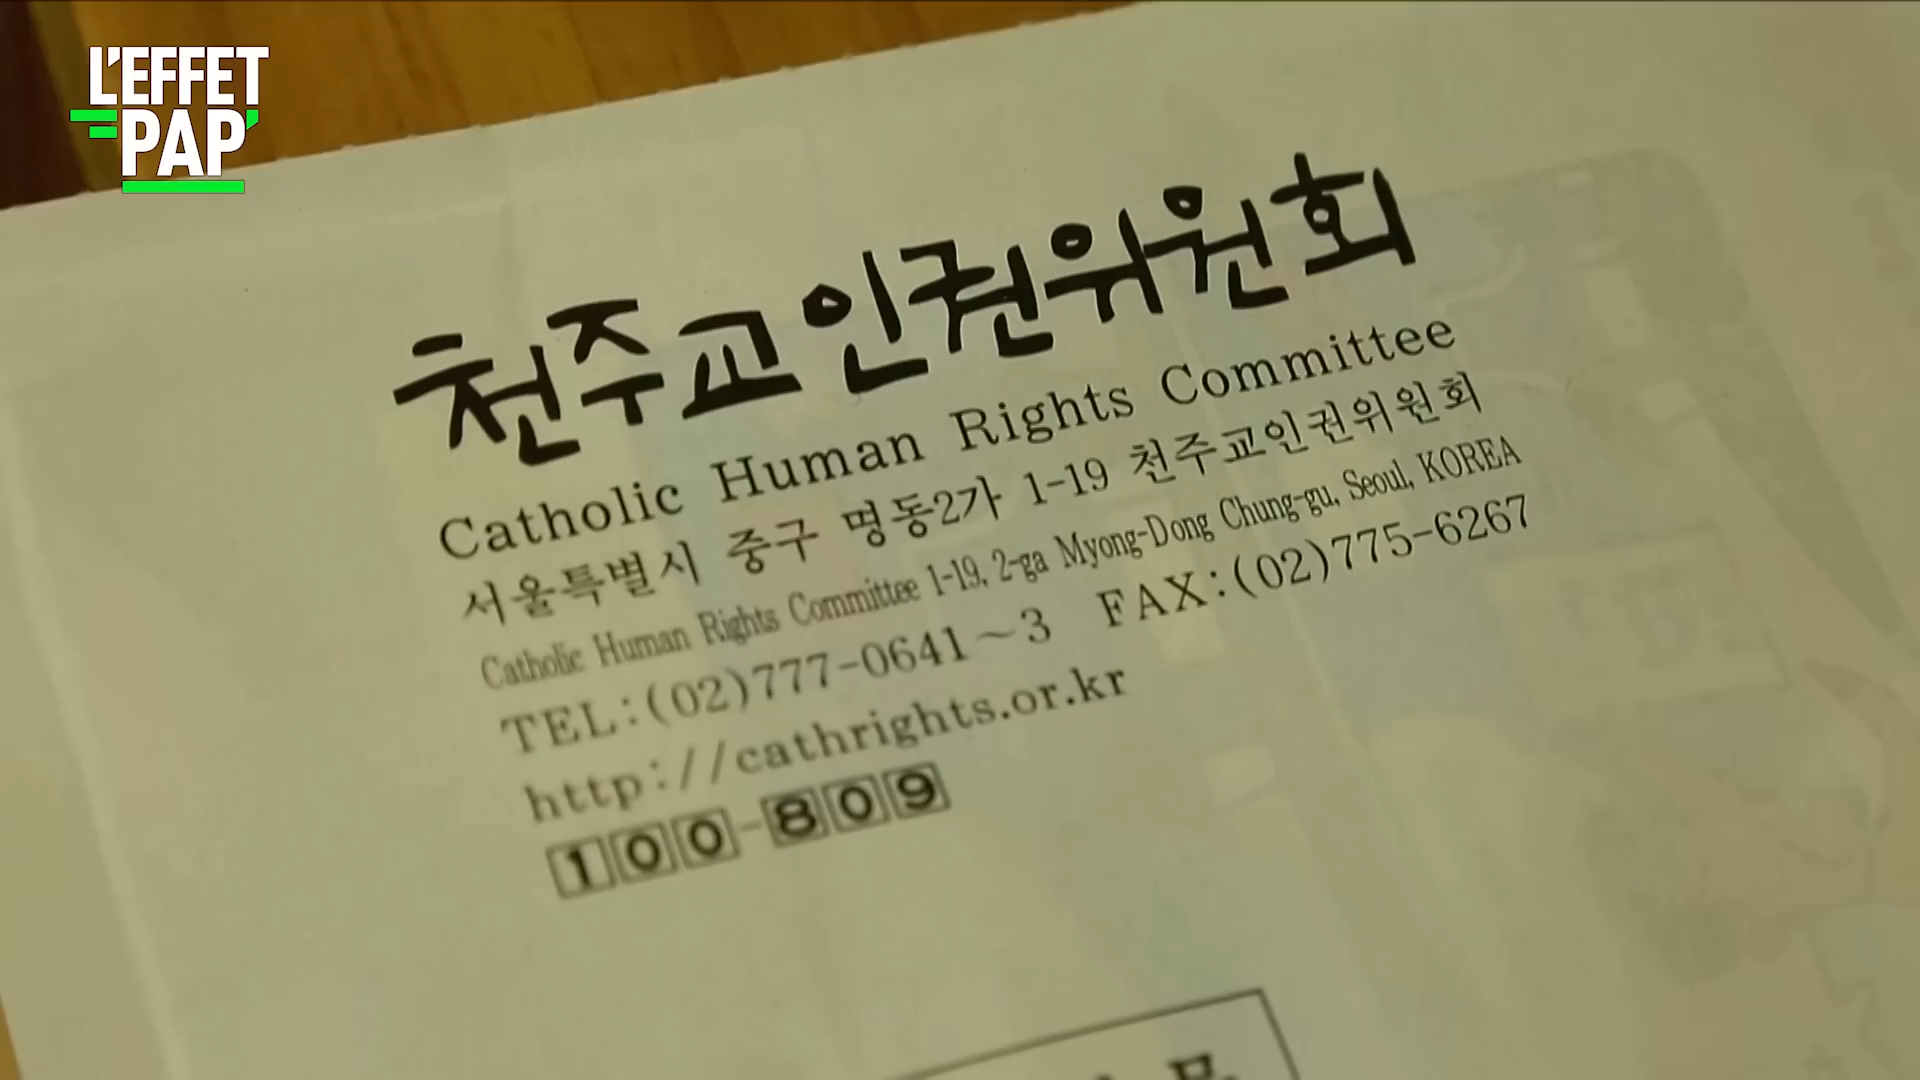 L'EFFET
PAP'
천주교인권위원회
Catholic Human Rights Committee
서울특별시 중구 명동2가 1-19 천주교인권위원회
Catholic Human Rights Committee 1-19, 2-ga Myong-Dong Chung-gu, Seoul, KOREA
TEL:(02)777-0641~3 FAX:(02)775-6267
http://cathrights.or.kr
100-809